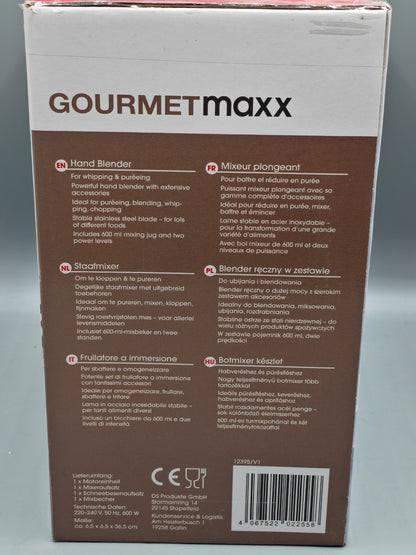 GOURMETmaxx
EN Hand Blender
For whipping & puréeing
Powerful hand blender with extensive
accessories
Ideal for puréeing, blending, whip-
ping, chopping
Stable stainless steel blade – for lots
of different foods
Includes 600 ml mixing jug and two
power levels
FR Mixeur plongeant
Pour battre et réduire en purée
Puissant mixeur plongeant avec sa
gamme complète d'accessoires
Idéal pour réduire en purée, mixer,
battre et émincer
Lame stable en acier inoxydable –
pour la transformation d'une grande
variété d'aliments
Avec bol mixeur de 600 ml et deux
niveaux de puissance
NL Staafmixer
Om te kloppen & te pureren
Degelijke staafmixer met uitgebreid
toebehoren
Ideaal om te pureren, mixen, kloppen,
fijnmaken
Stevig roestvrijstalen mes – voor allerlei
levensmiddelen
Inclusief 600-ml-mixbeker en twee
standen
PL Blender ręczny w zestawie
Do ubijania i blendowania
Blender ręczny o dużej mocy z szerokim
zestawem akcesoriów
Idealny do blendowania, miksowania,
ubijania, rozdrabniania
Stabilne ostrze ze stali nierdzewnej – do
wielu różnych produktów spożywczych
W zestawie pojemnik 600 ml, dwie
prędkości
IT Frullatore a immersione
Per sbattere e omogeneizzare
Potente set di frullatore a immersione
con tantissimi accessori
Ideale per omogeneizzare, frullare,
sbattere e tritare
Lama in acciaio inossidabile stabile –
per tanti alimenti diversi
Incluso un bicchiere da 600 ml e due
livelli di intensità
HU Botmixer készlet
Habveréshez és pürésítéshez
Nagy teljesítményű botmixer több
tartozékkal
Ideális pürésítéshez, keveréshez,
habveréshez és aprításhoz
Stabil rozsdamentes acél penge –
sok különböző élelmiszerhez
600 ml-es turmixpohárral és két
teljesítményfokozattal
Lieferumfang:
1 x Motoreinheit
1 x Mixeraufsatz
1 x Schneebesenaufsatz
1 x Mixbecher
Technische Daten:
220-240 V, 50 Hz, 600 W
Maße:
ca. 6,5 x 6,5 x 36,5 cm
CE
DS Produkte GmbH
Stormarnring 14
22145 Stapelfeld
Kundenservice & Logistik:
Am Heisterbusch 1
19258 Gallin
12395/V1
4 067522 022558